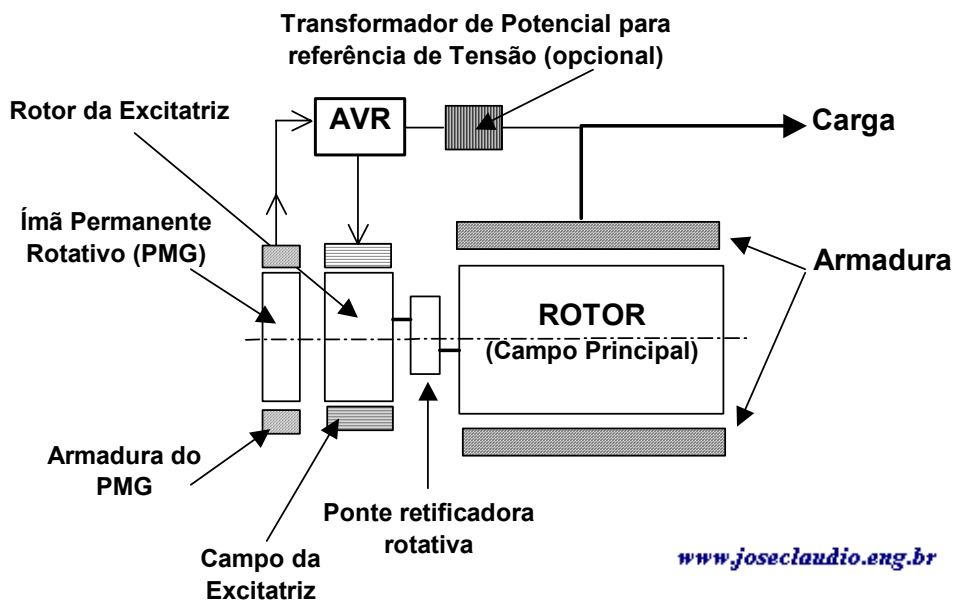 Transformador de Potencial para
referência de Tensão (opcional)
Rotor da Excitatriz
AVR
Carga
Ímã Permanente
Rotativo (PMG)
Armadura
ROTOR
(Campo Principal)
Armadura do
PMG
Ponte retificadora
rotativa
Campo da
Excitatriz
www.joseclaudio.eng.br